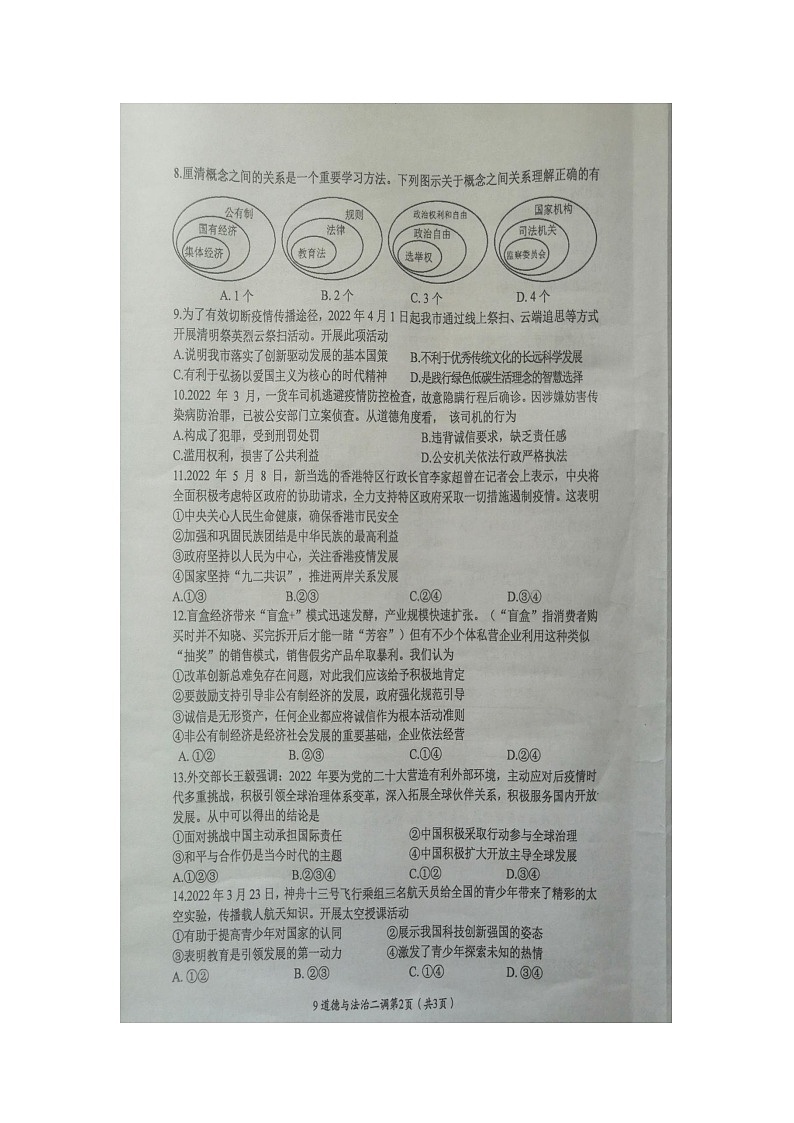 8.厘清概念之间的关系是一个重要学习方法。下列图示关于概念之间关系理解正确的有
公有制 国有经济 集体经济
规则 法律 教育法
政治权利和自由 政治自由 选举权
国家机构 司法机关 监察委员会
A.1个 B.2个 C.3个 D.4个
9.为了有效切断疫情传播途径，2022年4月1日起我市通过线上祭扫、云端追思等方式
开展清明祭英烈云祭扫活动。开展此项活动
A.说明我市落实了创新驱动发展的基本国策 B.不利于优秀传统文化的长远科学发展
C.有利于弘扬以爱国主义为核心的时代精神 D.是践行绿色低碳生活理念的智慧选择
10.2022 年 3 月，一货车司机逃避疫情防控检查，故意隐瞒行程后确诊。因涉嫌妨害传
染病防治罪，已被公安部门立案侦查。从道德角度看， 该司机的行为
A.构成了犯罪，受到刑罚处罚 B.违背诚信要求，缺乏责任感
C.滥用权利，损害了公共利益 D.公安机关依法行政严格执法
11.2022 年 5 月 8 日，新当选的香港特区行政长官李家超曾在记者会上表示，中央将
全面积极考虑特区政府的协助请求，全力支持特区政府采取一切措施遏制疫情。这表明
①中央关心人民生命健康，确保香港市民安全
②加强和巩固民族团结是中华民族的最高利益
③政府坚持以人民为中心，关注香港疫情发展
④国家坚持“九二共识”，推进两岸关系发展
A.①③ B.②③ C.②④ D.③④
12.盲盒经济带来“盲盒+”模式迅速发酵，产业规模快速扩张。（“盲盒”指消费者购
买时并不知晓、买完拆开后才能一睹“芳容”）但有不少个体私营企业利用这种类似
“抽奖”的销售模式，销售假劣产品牟取暴利。我们认为
①改革创新总难免存在问题，对此我们应该给予积极地肯定
②要鼓励支持引导非公有制经济的发展，政府强化规范引导
③诚信是无形资产，任何企业都应将诚信作为根本活动准则
④非公有制经济是经济社会发展的重要基础，企业依法经营
A. ①② B. ②③ C.①④ D.②④
13.外交部长王毅强调：2022 年要为党的二十大营造有利外部环境，主动应对后疫情时
代多重挑战，积极引领全球治理体系变革，深入拓展全球伙伴关系，积极服务国内开放
发展。从中可以得出的结论是
①面对挑战中国主动承担国际责任 ②中国积极采取行动参与全球治理
③和平与合作仍是当今时代的主题 ④中国积极扩大开放主导全球发展
A.①②③ B.②③④ C.①② D.③④
14.2022 年 3 月 23 日，神舟十三号飞行乘组三名航天员给全国的青少年带来了精彩的太
空实验，传播载人航天知识。开展太空授课活动
①有助于提高青少年对国家的认同 ②展示我国科技创新强国的姿态
③表明教育是引领发展的第一动力 ④激发了青少年探索未知的热情
A. ①② B. ②③ C. ①④ D. ③④
9 道德与法治二调第2页（共3页）